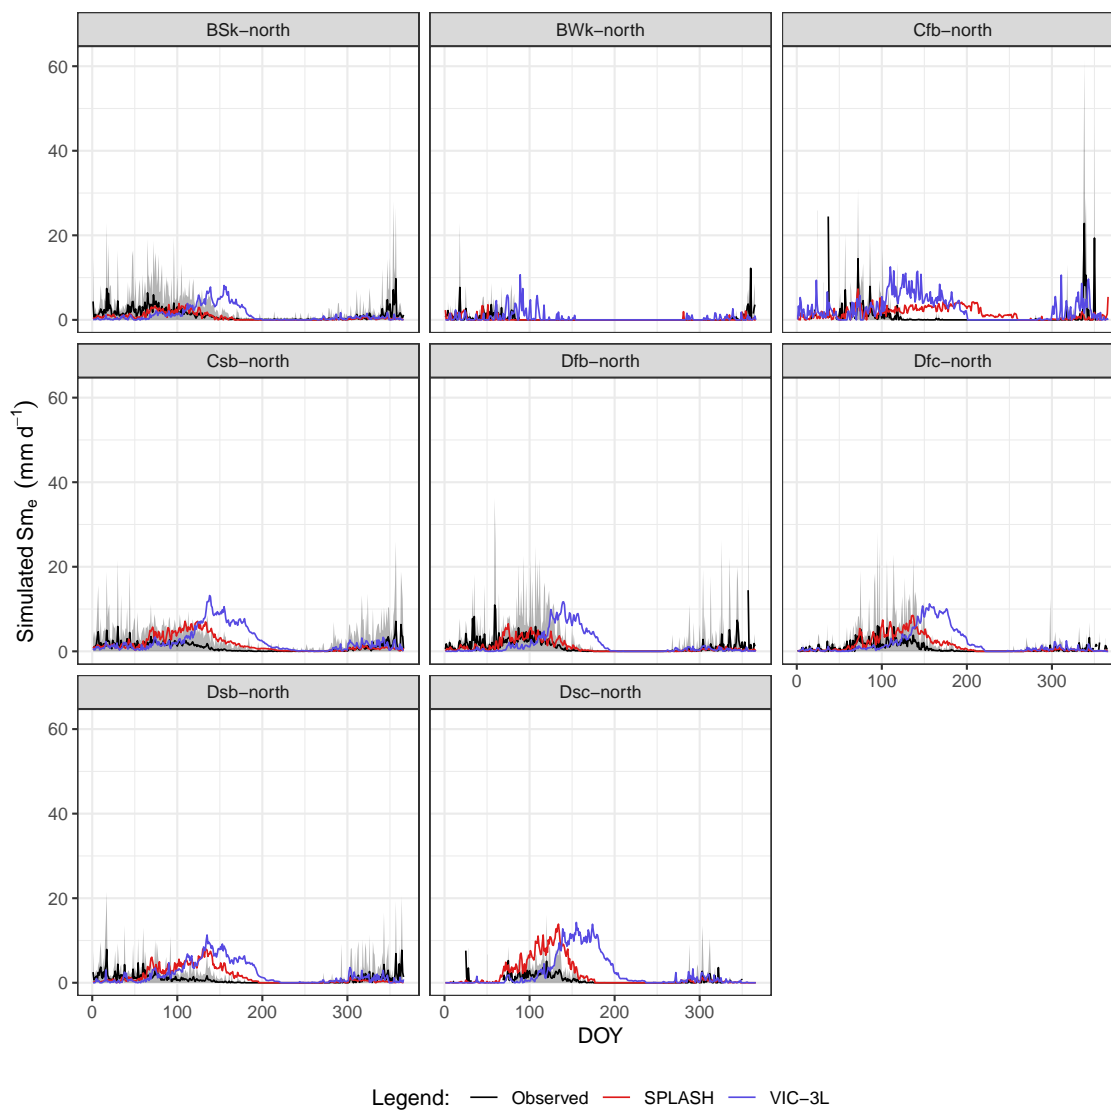 BSk−north BWk−north Cfb−north
60
40
20
0
Csb−north Dfb−north Dfc−north
60
40
20
0
0 100 200 300
Dsb−north Dsc−north
60
40
20
0
0 100 200 300 0 100 200 300
Simulated Sm_e (mm d⁻¹)
DOY
Legend: Observed SPLASH VIC−3L